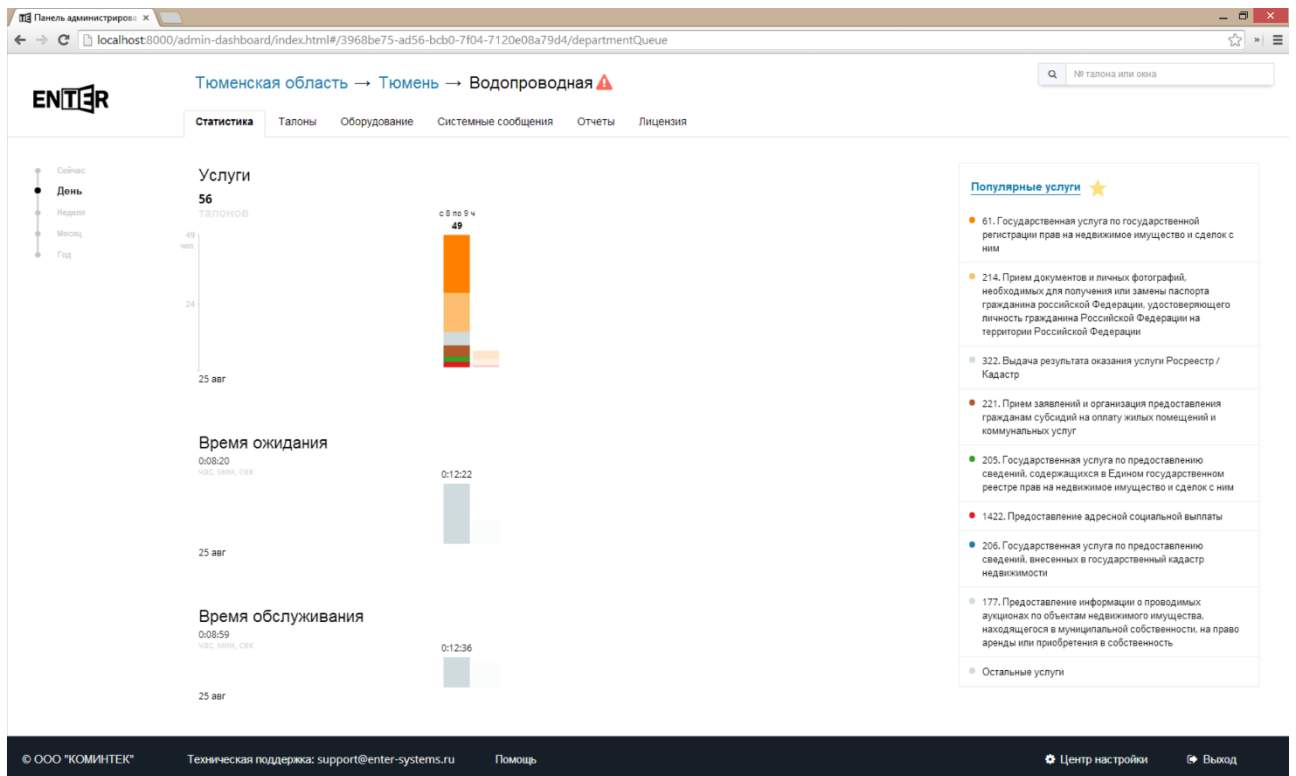 Панель администрирова
localhost:8000/admin-dashboard/index.html#/3968be75-ad56-bcb0-7f04-7120e08a79d4/departmentQueue
ENTER
Тюменская область → Тюмень → Водопроводная
№ талона или окна
Статистика Талоны Оборудование Системные сообщения Отчеты Лицензия
Сейчас
День
Неделя
Месяц
Год
Услуги
56
талонов
с 8 по 9 ч
49
49
чел.
24
25 авг
Время ожидания
0:08:20
час, мин, сек
0:12:22
25 авг
Время обслуживания
0:08:59
час, мин, сек
0:12:36
25 авг
Популярные услуги
61. Государственная услуга по государственной
регистрации прав на недвижимое имущество и сделок с
ним
214. Прием документов и личных фотографий,
необходимых для получения или замены паспорта
гражданина российской Федерации, удостоверяющего
личность гражданина Российской Федерации на
территории Российской Федерации
322. Выдача результата оказания услуги Росреестр /
Кадастр
221. Прием заявлений и организация предоставления
гражданам субсидий на оплату жилых помещений и
коммунальных услуг
205. Государственная услуга по предоставлению
сведений, содержащихся в Едином государственном
реестре прав на недвижимое имущество и сделок с ним
1422. Предоставление адресной социальной выплаты
206. Государственная услуга по предоставлению
сведений, внесенных в государственный кадастр
недвижимости
177. Предоставление информации о проводимых
аукционах по объектам недвижимого имущества,
находящегося в муниципальной собственности, на право
аренды или приобретения в собственность
Остальные услуги
© ООО "КОМИНТЕК" Техническая поддержка: support@enter-systems.ru Помощь Центр настройки Выход